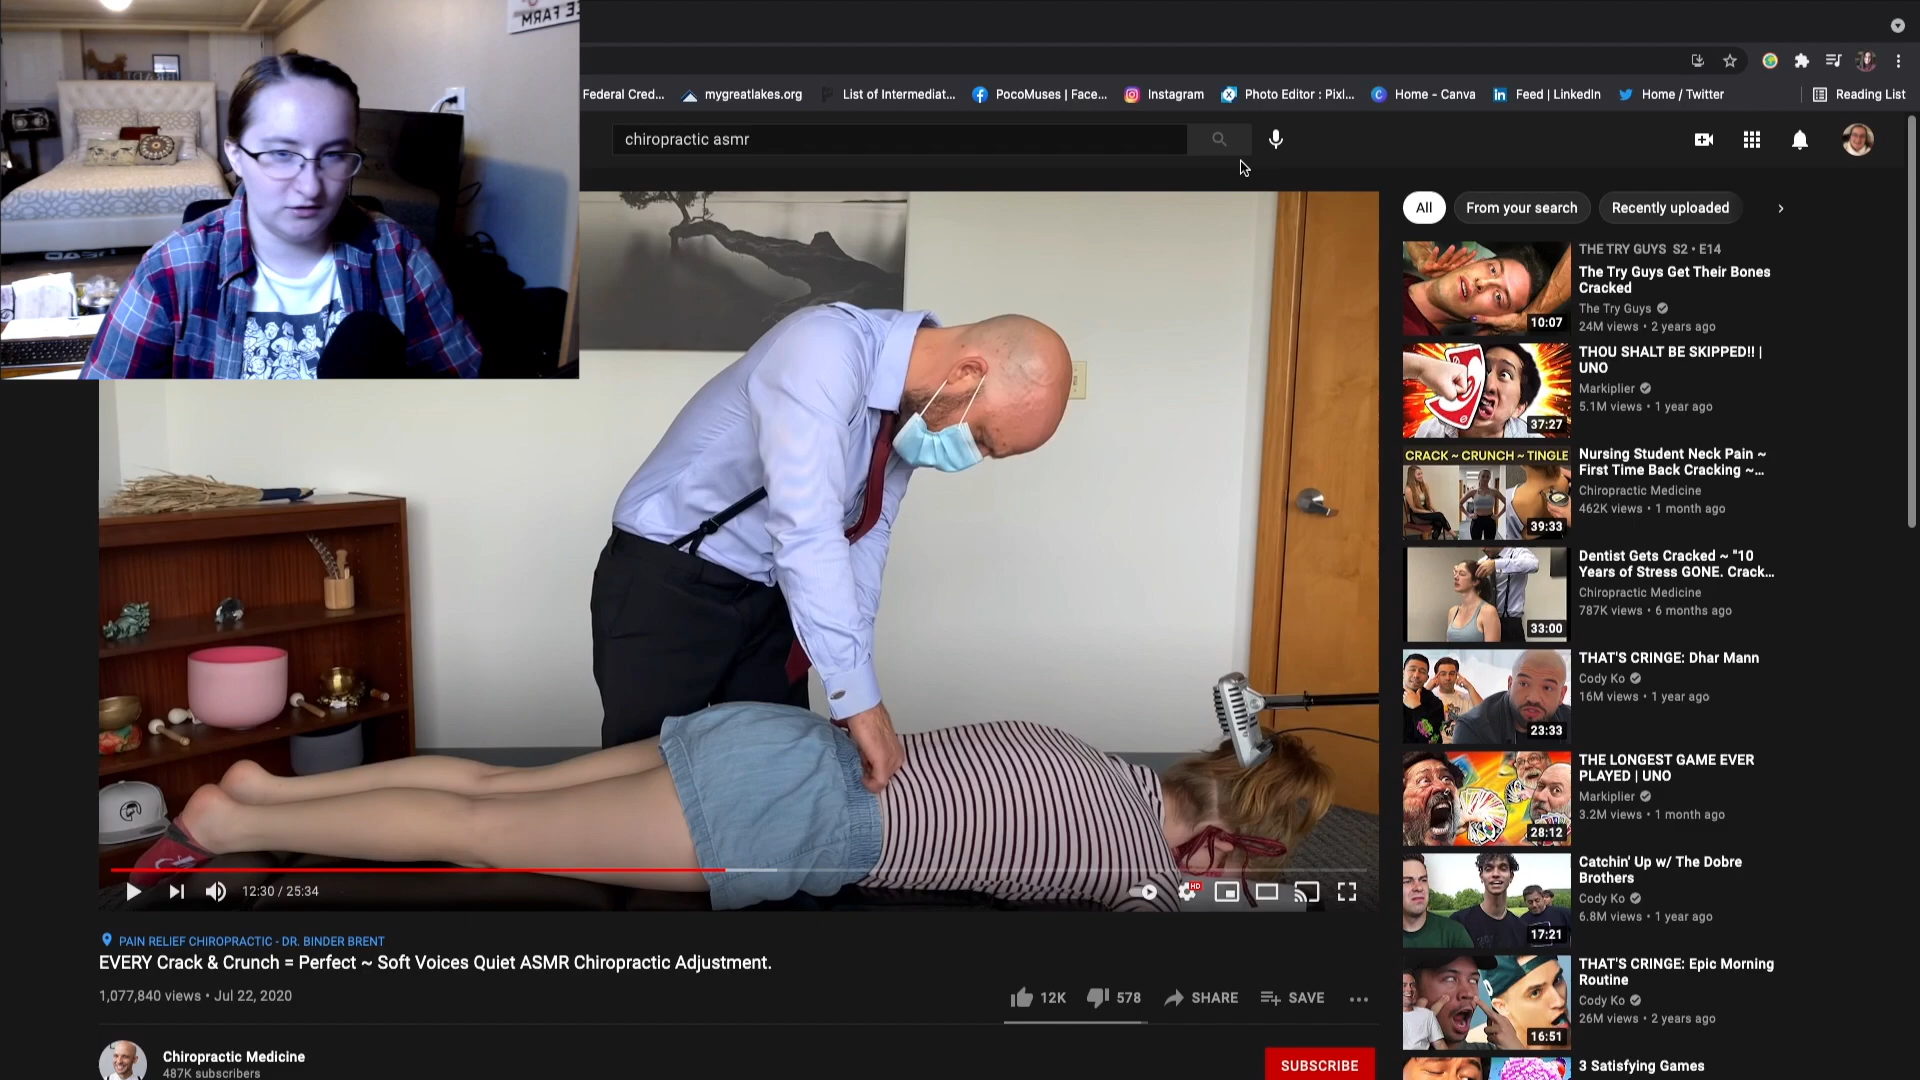 Federal Cred...
mygreatlakes.org
List of Intermediat...
PocoMuses | Face...
Instagram
Photo Editor : Pixl...
Home - Canva
Feed | LinkedIn
Home / Twitter
Reading List
chiropractic asmr
All
From your search
Recently uploaded
THE TRY GUYS S2 • E14
The Try Guys Get Their Bones
Cracked
The Try Guys
24M views • 2 years ago
10:07
THOU SHALT BE SKIPPED!! |
UNO
Markiplier
5.1M views • 1 year ago
37:27
CRACK ~ CRUNCH ~ TINGLE
Nursing Student Neck Pain ~
First Time Back Cracking ~...
Chiropractic Medicine
462K views • 1 month ago
39:33
Dentist Gets Cracked ~ "10
Years of Stress GONE. Crack...
Chiropractic Medicine
787K views • 6 months ago
33:00
THAT'S CRINGE: Dhar Mann
Cody Ko
16M views • 1 year ago
23:33
THE LONGEST GAME EVER
PLAYED | UNO
Markiplier
3.2M views • 1 month ago
28:12
Catchin' Up w/ The Dobre
Brothers
Cody Ko
6.8M views • 1 year ago
17:21
THAT'S CRINGE: Epic Morning
Routine
Cody Ko
26M views • 2 years ago
16:51
3 Satisfying Games
12:30 / 25:34
HD
PAIN RELIEF CHIROPRACTIC - DR. BINDER BRENT
EVERY Crack & Crunch = Perfect ~ Soft Voices Quiet ASMR Chiropractic Adjustment.
1,077,840 views • Jul 22, 2020
12K
578
SHARE
SAVE
Chiropractic Medicine
487K subscribers
SUBSCRIBE